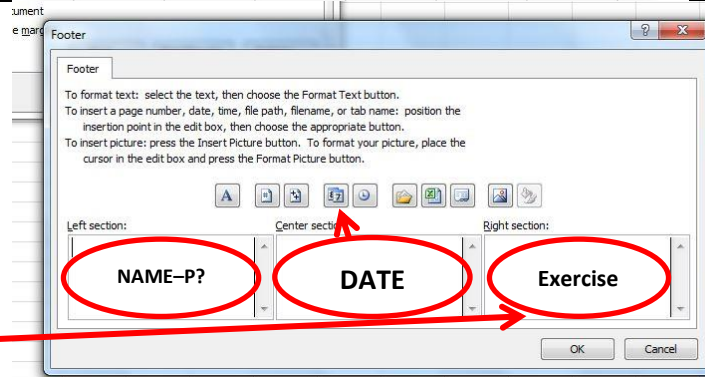 ument
e marg
Footer
Footer
To format text: select the text, then choose the Format Text button.
To insert a page number, date, time, file path, filename, or tab name: position the
insertion point in the edit box, then choose the appropriate button.
To insert picture: press the Insert Picture button. To format your picture, place the
cursor in the edit box and press the Format Picture button.
A
Left section:
Center secti
Right section:
NAME–P?
DATE
Exercise
OK
Cancel